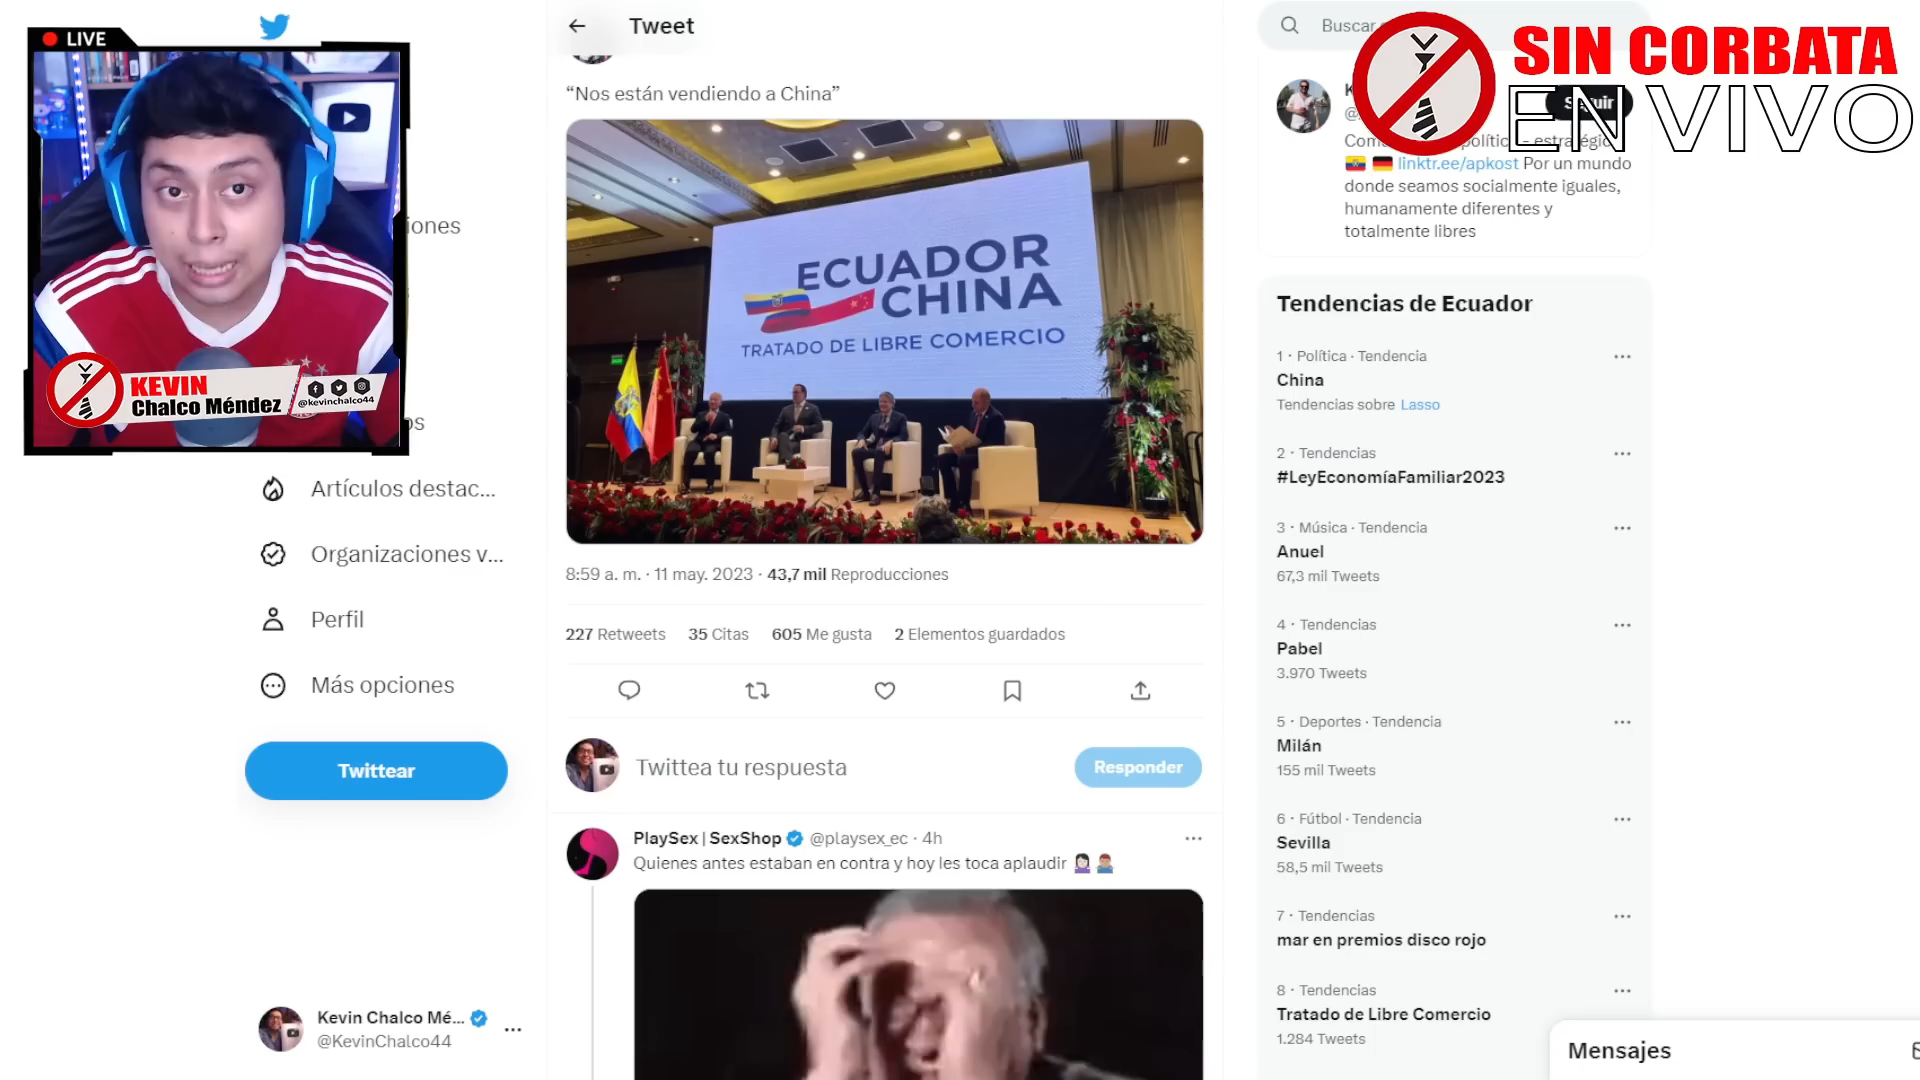 LIVE
KEVIN
Chalco Méndez
@kevinchalco44
iones
os
Artículos destac...
Organizaciones v...
Perfil
Más opciones
Twittear
Kevin Chalco Mé...
@KevinChalco44
Tweet
“Nos están vendiendo a China”
ECUADOR
CHINA
TRATADO DE LIBRE COMERCIO
8:59 a. m. · 11 may. 2023 · 43,7 mil Reproducciones
227 Retweets 35 Citas 605 Me gusta 2 Elementos guardados
Twittea tu respuesta
Responder
PlaySex | SexShop @playsex_ec · 4h
Quienes antes estaban en contra y hoy les toca aplaudir
Buscar
SIN CORBATA
EN VIVO
Seguir
linktr.ee/apkost Por un mundo
donde seamos socialmente iguales,
humanamente diferentes y
totalmente libres
Tendencias de Ecuador
1 · Política · Tendencia
China
Tendencias sobre Lasso
2 · Tendencias
#LeyEconomíaFamiliar2023
3 · Música · Tendencia
Anuel
67,3 mil Tweets
4 · Tendencias
Pabel
3.970 Tweets
5 · Deportes · Tendencia
Milán
155 mil Tweets
6 · Fútbol · Tendencia
Sevilla
58,5 mil Tweets
7 · Tendencias
mar en premios disco rojo
8 · Tendencias
Tratado de Libre Comercio
1.284 Tweets
Mensajes